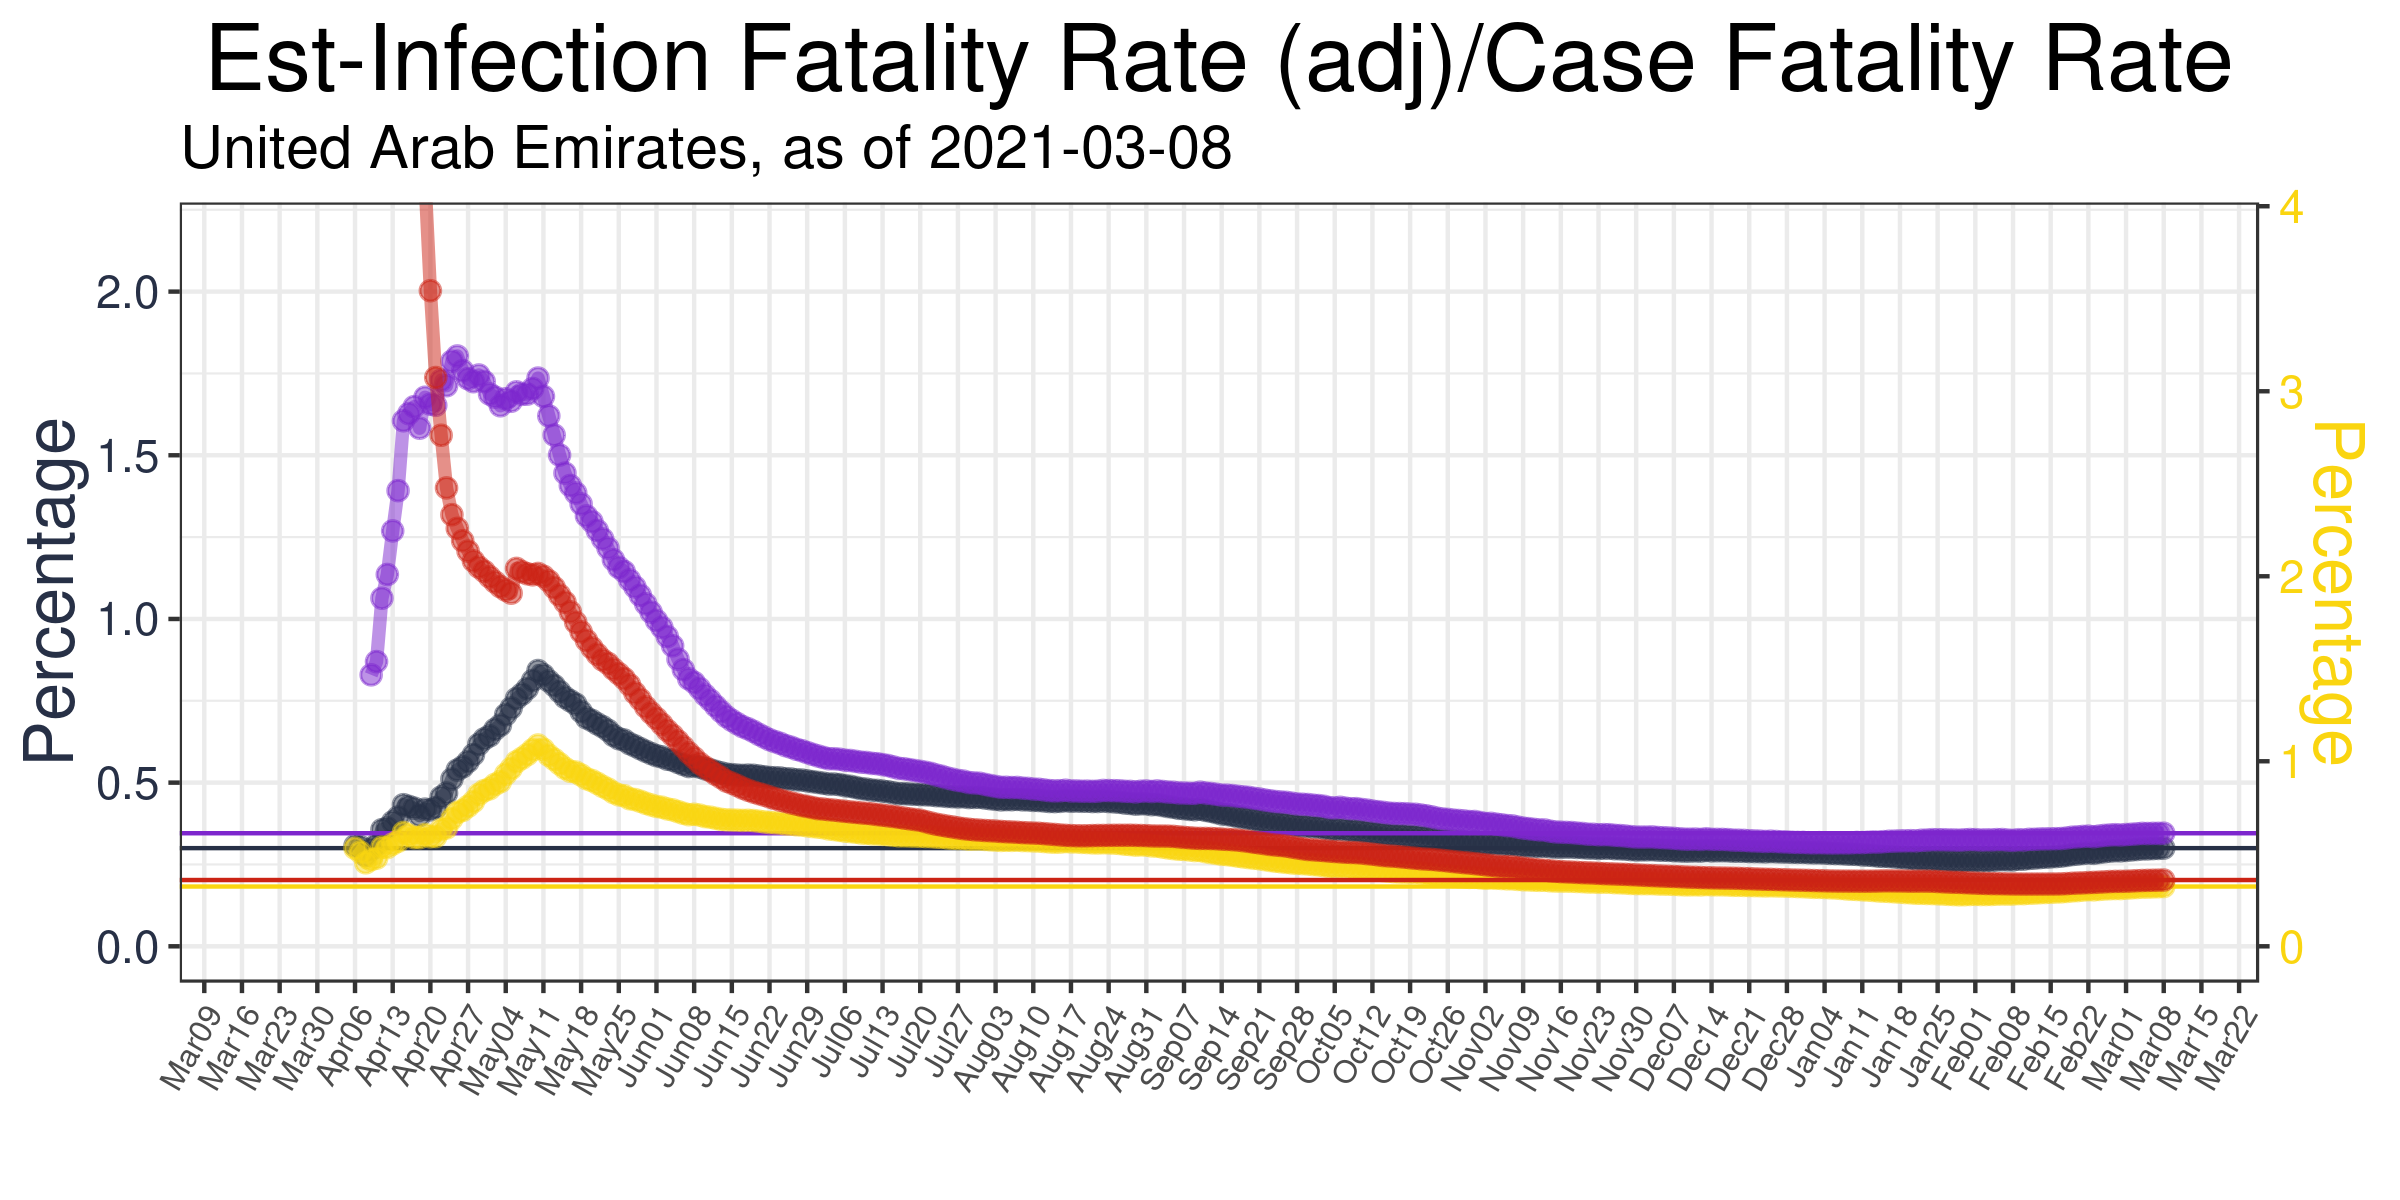 Est-Infection Fatality Rate (adj)/Case Fatality Rate
United Arab Emirates, as of 2021-03-08
Percentage
2.0
1.5
1.0
0.5
0.0
4
3
2
1
0
Percentage
Mar09 Mar16 Mar23 Mar30 Apr06 Apr13 Apr20 Apr27 May04 May11 May18 May25 Jun01 Jun08 Jun15 Jun22 Jun29 Jul06 Jul13 Jul20 Jul27 Aug03 Aug10 Aug17 Aug24 Aug31 Sep07 Sep14 Sep21 Sep28 Oct05 Oct12 Oct19 Oct26 Nov02 Nov09 Nov16 Nov23 Nov30 Dec07 Dec14 Dec21 Dec28 Jan04 Jan11 Jan18 Jan25 Feb01 Feb08 Feb15 Feb22 Mar01 Mar08 Mar15 Mar22